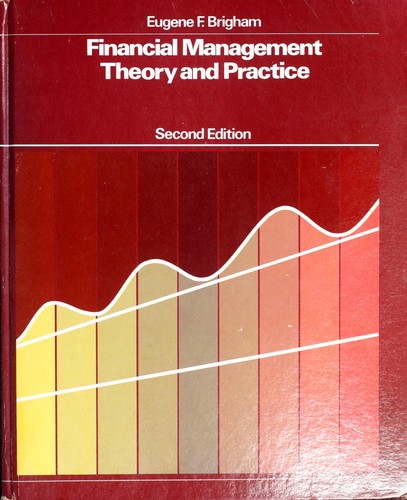 Eugene F. Brigham
Financial Management
Theory and Practice
Second Edition